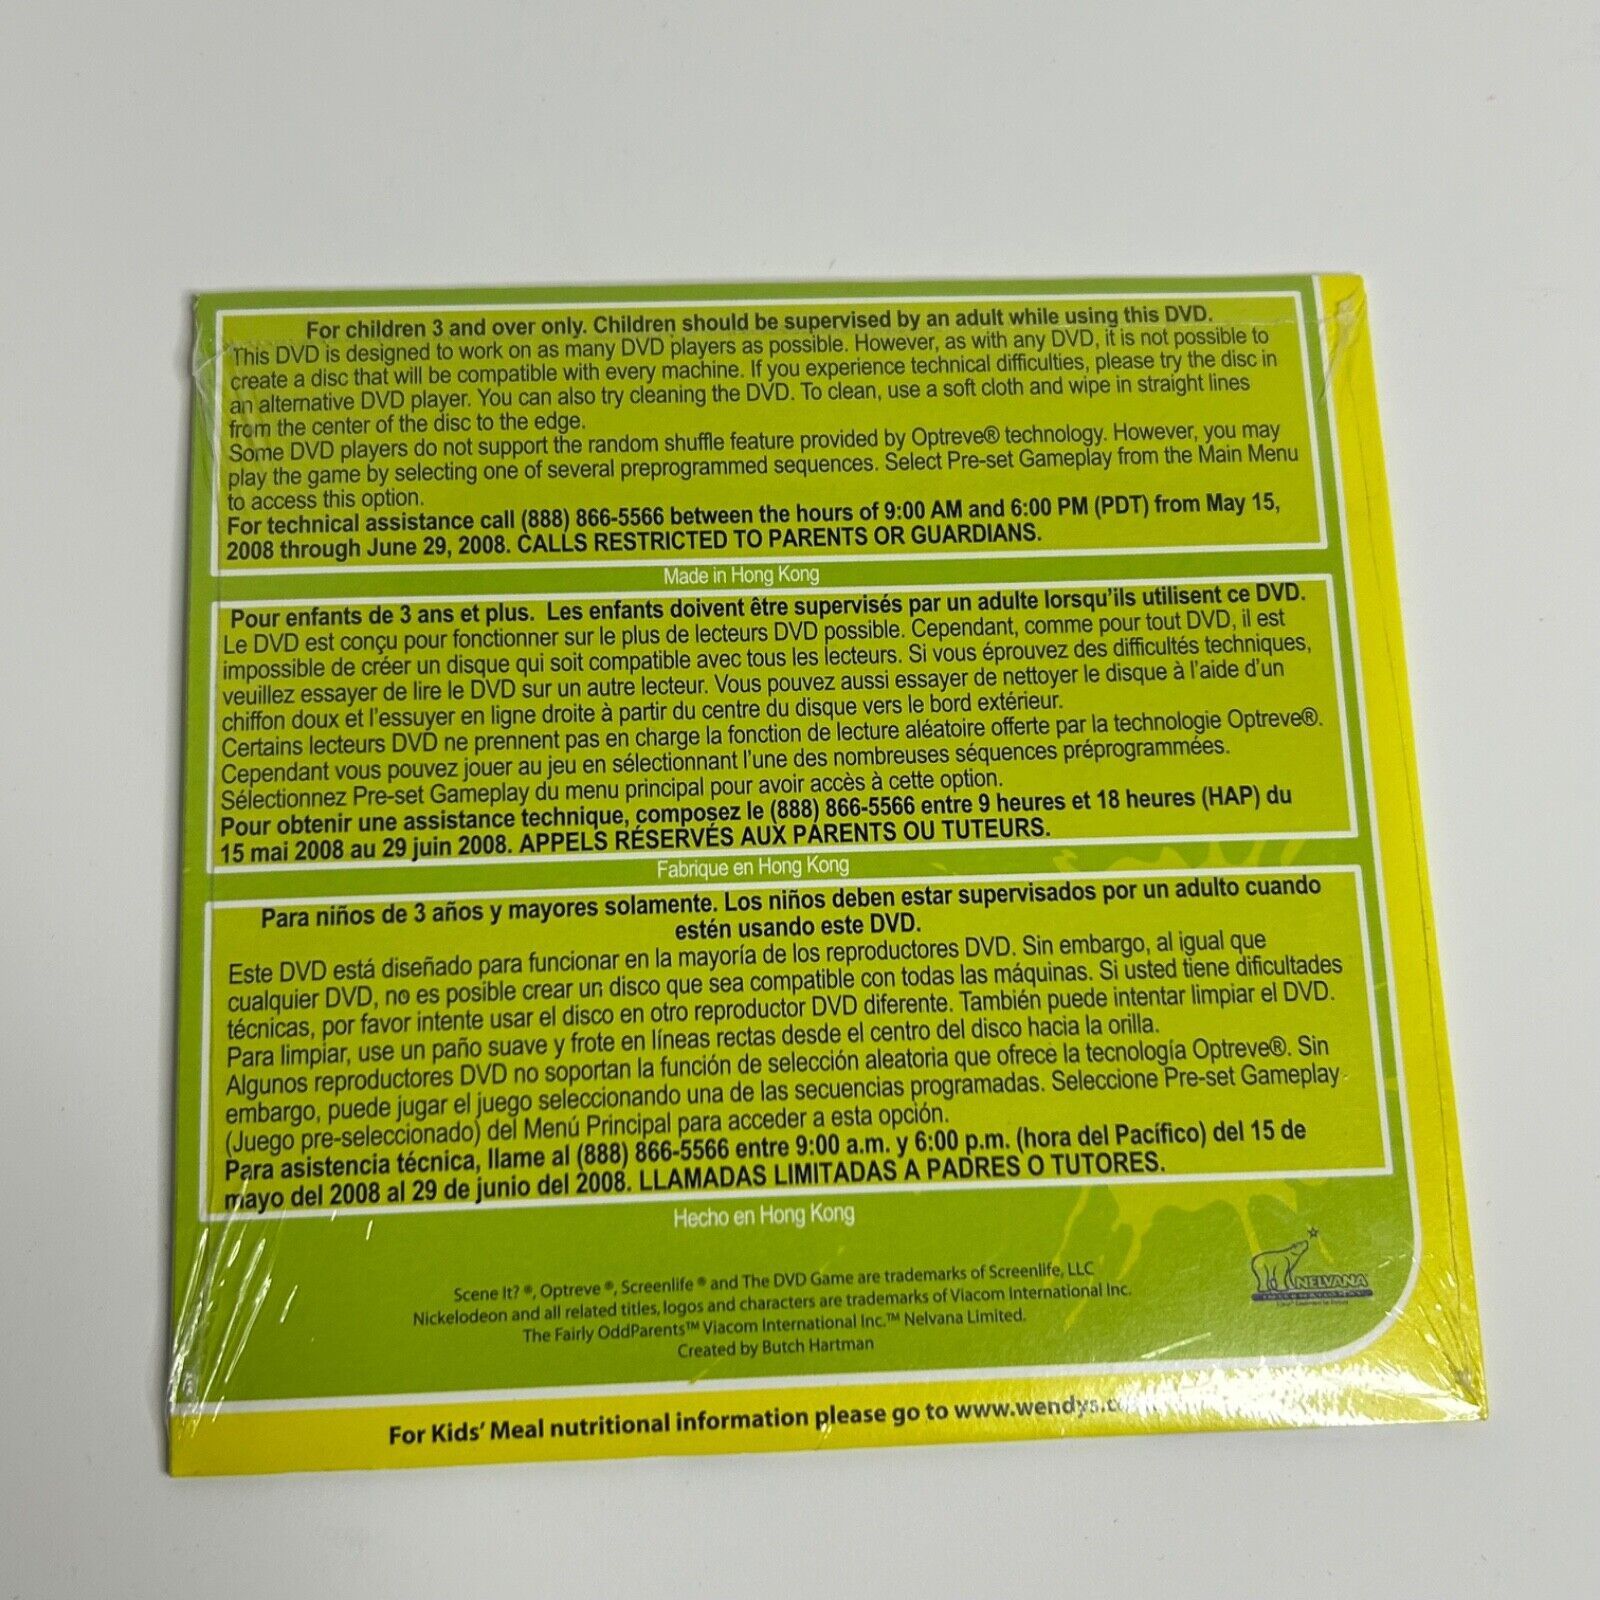 For children 3 and over only. Children should be supervised by an adult while using this DVD.
This DVD is designed to work on as many DVD players as possible. However, as with any DVD, it is not possible to
create a disc that will be compatible with every machine. If you experience technical difficulties, please try the disc in
an alternative DVD player. You can also try cleaning the DVD. To clean, use a soft cloth and wipe in straight lines
from the center of the disc to the edge.
Some DVD players do not support the random shuffle feature provided by Optreve® technology. However, you may
play the game by selecting one of several preprogrammed sequences. Select Pre-set Gameplay from the Main Menu
to access this option.
For technical assistance call (888) 866-5566 between the hours of 9:00 AM and 6:00 PM (PDT) from May 15,
2008 through June 29, 2008. CALLS RESTRICTED TO PARENTS OR GUARDIANS.
Made in Hong Kong
Pour enfants de 3 ans et plus. Les enfants doivent être supervisés par un adulte lorsqu'ils utilisent ce DVD.
Le DVD est conçu pour fonctionner sur le plus de lecteurs DVD possible. Cependant, comme pour tout DVD, il est
impossible de créer un disque qui soit compatible avec tous les lecteurs. Si vous éprouvez des difficultés techniques,
veuillez essayer de lire le DVD sur un autre lecteur. Vous pouvez aussi essayer de nettoyer le disque à l'aide d'un
chiffon doux et l'essuyer en ligne droite à partir du centre du disque vers le bord extérieur.
Certains lecteurs DVD ne prennent pas en charge la fonction de lecture aléatoire offerte par la technologie Optreve®.
Cependant vous pouvez jouer au jeu en sélectionnant l'une des nombreuses séquences préprogrammées.
Sélectionnez Pre-set Gameplay du menu principal pour avoir accès à cette option.
Pour obtenir une assistance technique, composez le (888) 866-5566 entre 9 heures et 18 heures (HAP) du
15 mai 2008 au 29 juin 2008. APPELS RÉSERVÉS AUX PARENTS OU TUTEURS.
Fabrique en Hong Kong
Para niños de 3 años y mayores solamente. Los niños deben estar supervisados por un adulto cuando
estén usando este DVD.
Este DVD está diseñado para funcionar en la mayoría de los reproductores DVD. Sin embargo, al igual que
cualquier DVD, no es posible crear un disco que sea compatible con todas las máquinas. Si usted tiene dificultades
técnicas, por favor intente usar el disco en otro reproductor DVD diferente. También puede intentar limpiar el DVD.
Para limpiar, use un paño suave y frote en líneas rectas desde el centro del disco hacia la orilla.
Algunos reproductores DVD no soportan la función de selección aleatoria que ofrece la tecnología Optreve®. Sin
embargo, puede jugar el juego seleccionando una de las secuencias programadas. Seleccione Pre-set Gameplay
(Juego pre-seleccionado) del Menú Principal para acceder a esta opción.
Para asistencia técnica, llame al (888) 866-5566 entre 9:00 a.m. y 6:00 p.m. (hora del Pacífico) del 15 de
mayo del 2008 al 29 de junio del 2008. LLAMADAS LIMITADAS A PADRES O TUTORES.
Hecho en Hong Kong
Scene It? ®, Optreve ®, Screenlife ® and The DVD Game are trademarks of Screenlife, LLC
Nickelodeon and all related titles, logos and characters are trademarks of Viacom International Inc.
The Fairly OddParents™ Viacom International Inc.™ Nelvana Limited.
Created by Butch Hartman
NELVANA
INTERNATIONAL
For Kids' Meal nutritional information please go to